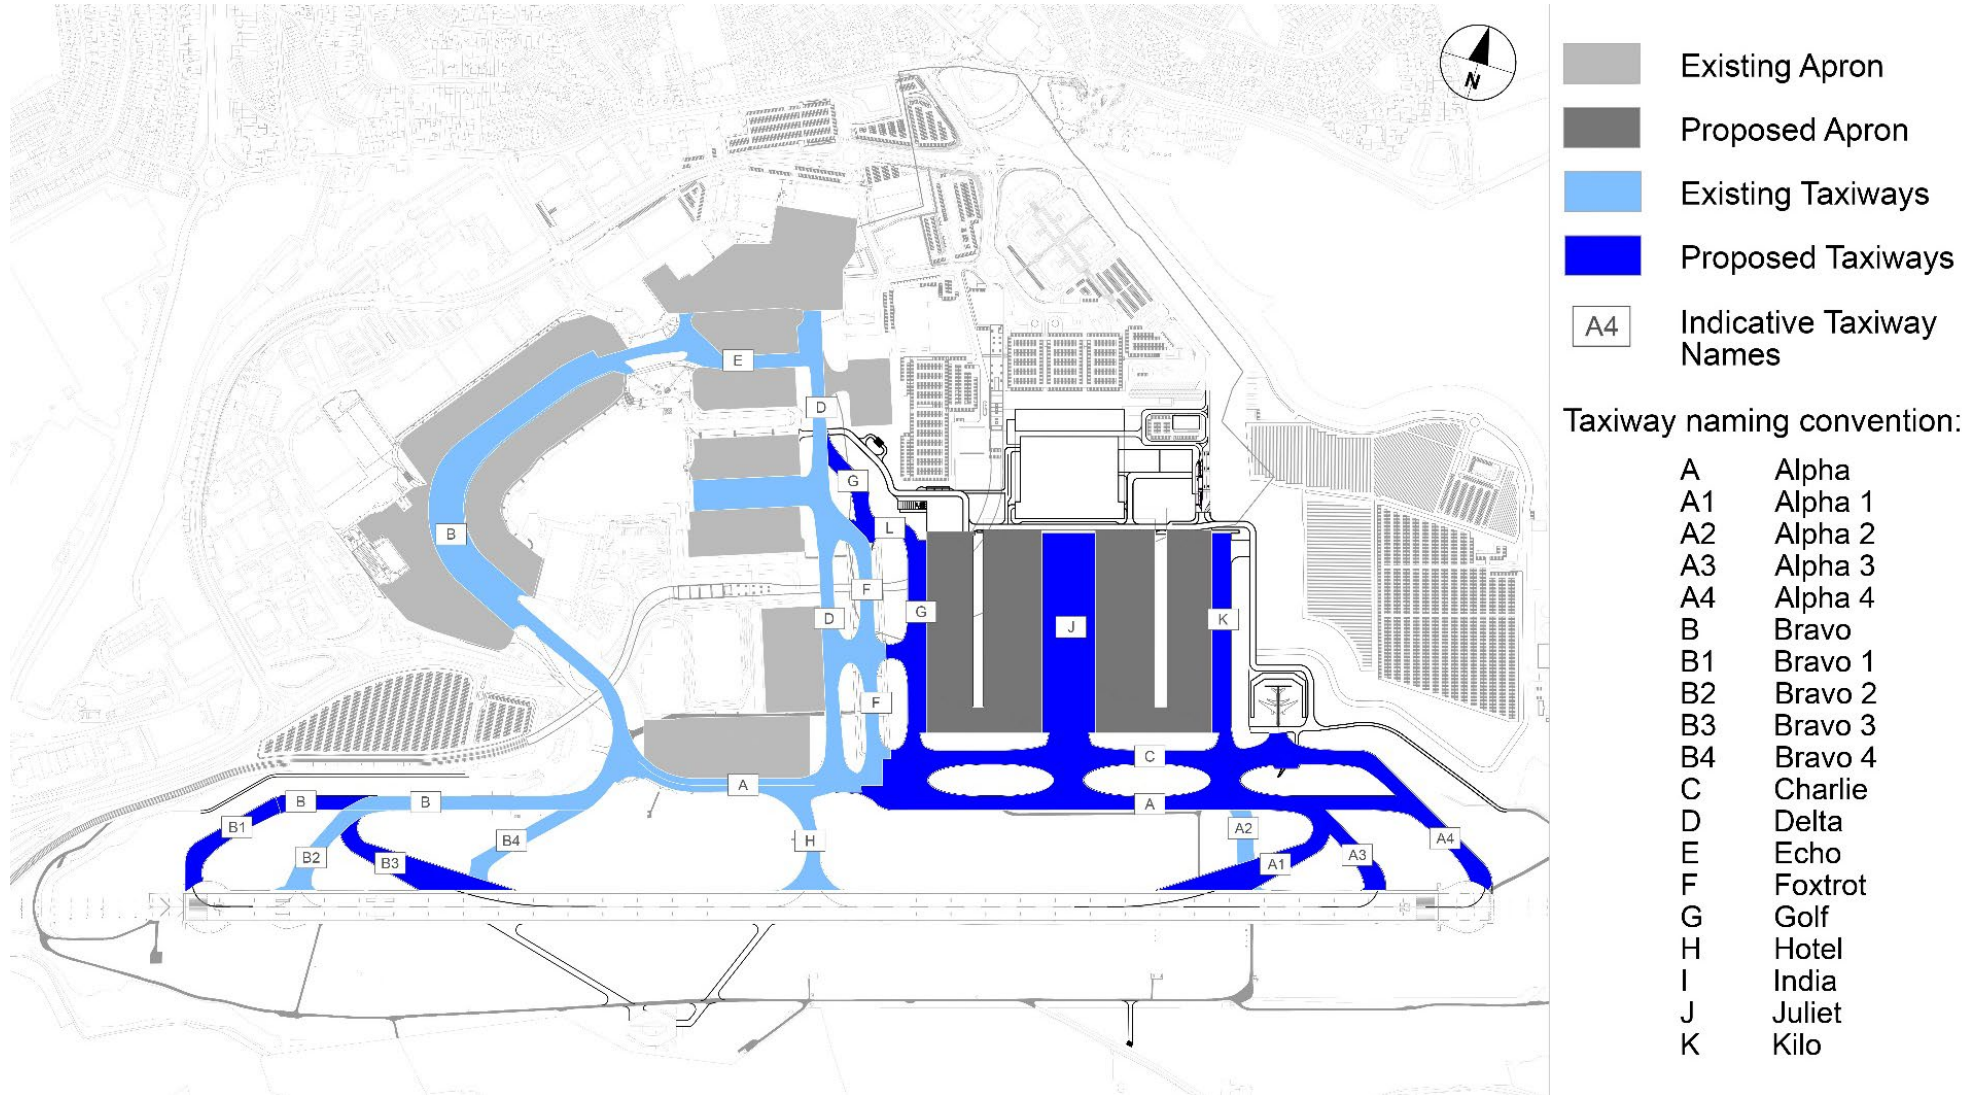 N
Existing Apron
Proposed Apron
Existing Taxiways
Proposed Taxiways
A4 Indicative Taxiway
Names
Taxiway naming convention:
A Alpha
A1 Alpha 1
A2 Alpha 2
A3 Alpha 3
A4 Alpha 4
B Bravo
B1 Bravo 1
B2 Bravo 2
B3 Bravo 3
B4 Bravo 4
C Charlie
D Delta
E Echo
F Foxtrot
G Golf
H Hotel
I India
J Juliet
K Kilo
E
D
G
L
B
F
G
D
J
K
F
C
A
B
B
A
B1
B2
B3
B4
H
A2
A1
A3
A4